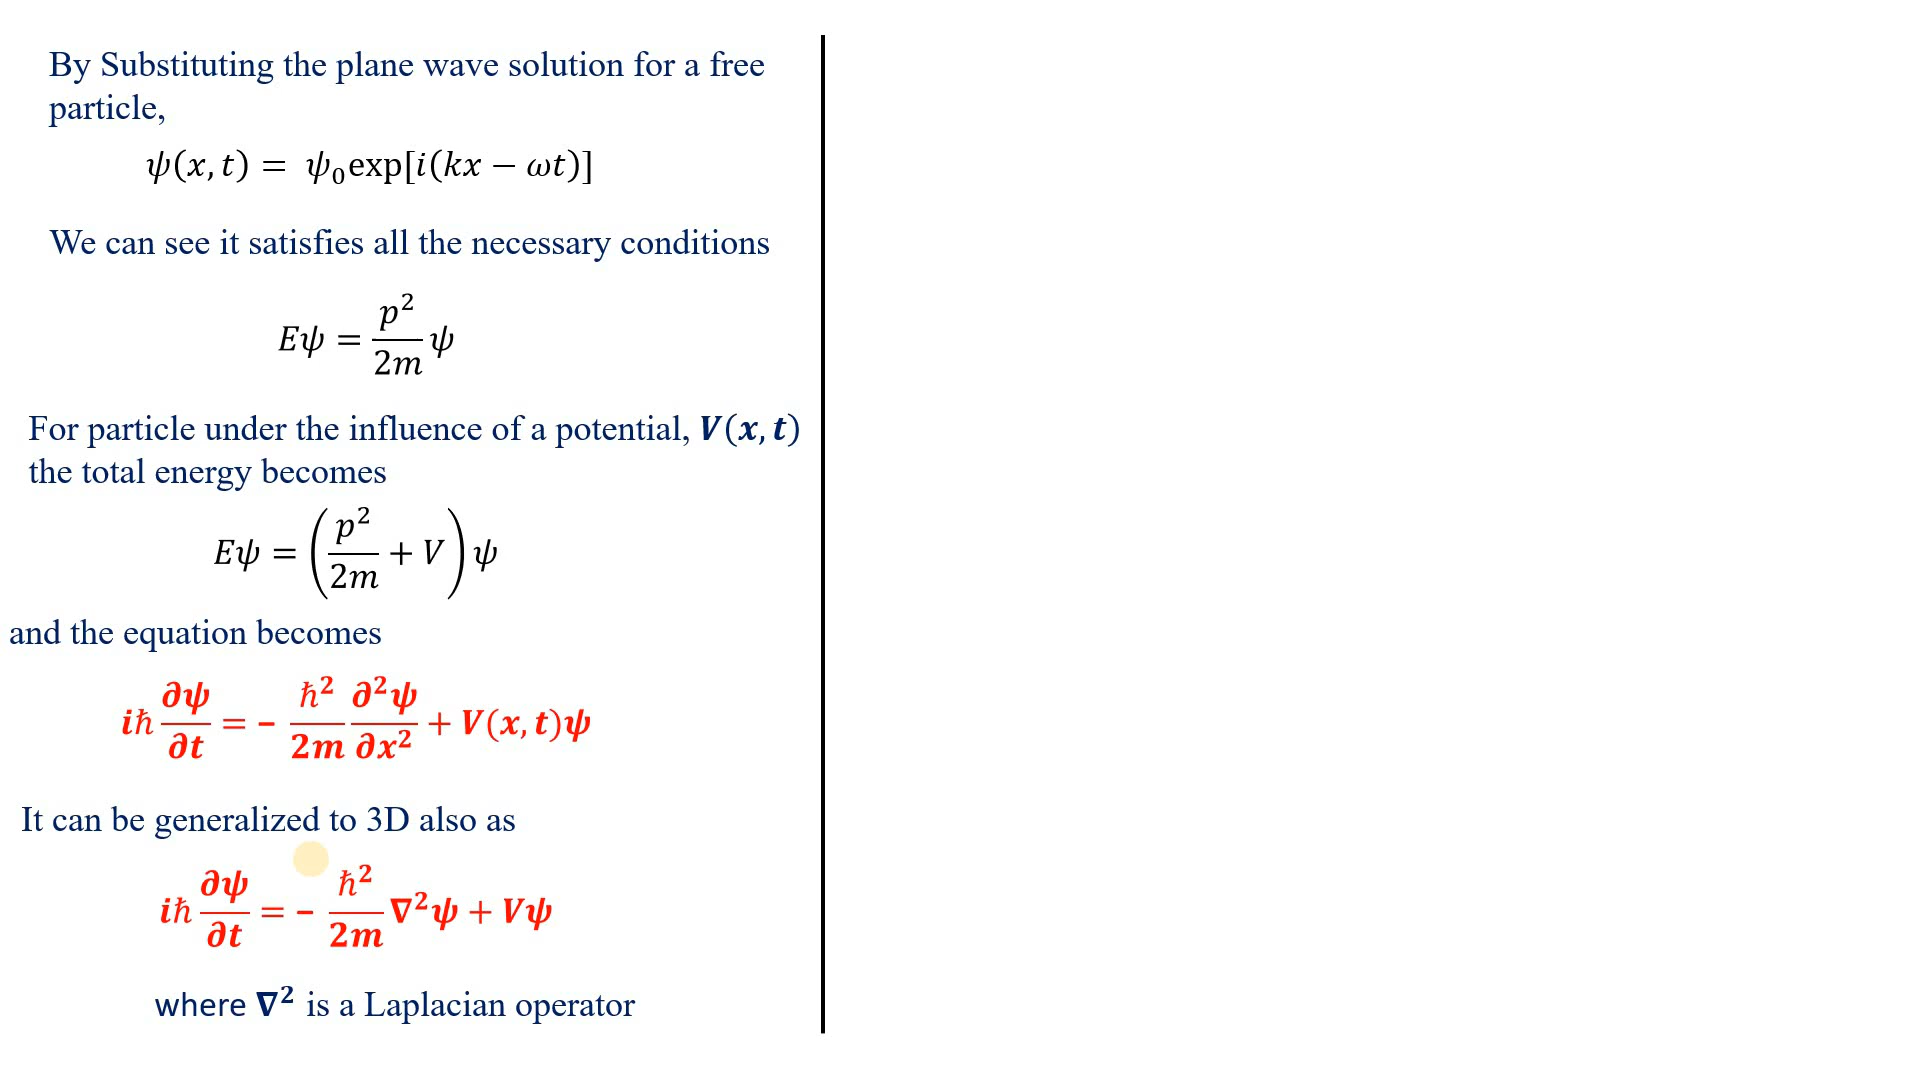 By Substituting the plane wave solution for a free
particle,
ψ(x, t) = ψ₀exp[i(kx − ωt)]
We can see it satisfies all the necessary conditions
Eψ = p²/2m ψ
For particle under the influence of a potential, V(x, t)
the total energy becomes
Eψ = (p²/2m + V) ψ
and the equation becomes
iħ ∂ψ/∂t = – ħ²/2m ∂²ψ/∂x² + V(x, t)ψ
It can be generalized to 3D also as
iħ ∂ψ/∂t = – ħ²/2m ∇²ψ + Vψ
where ∇² is a Laplacian operator